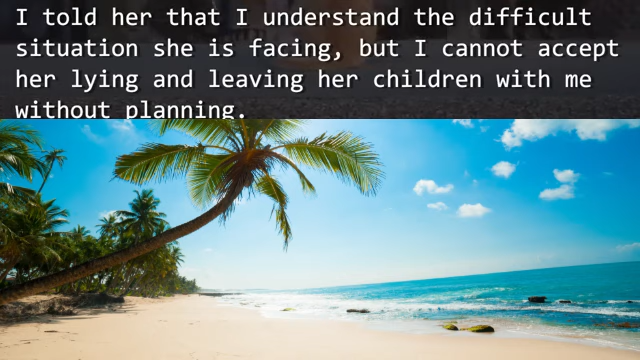 I told her that I understand the difficult
situation she is facing, but I cannot accept
her lying and leaving her children with me
without planning.